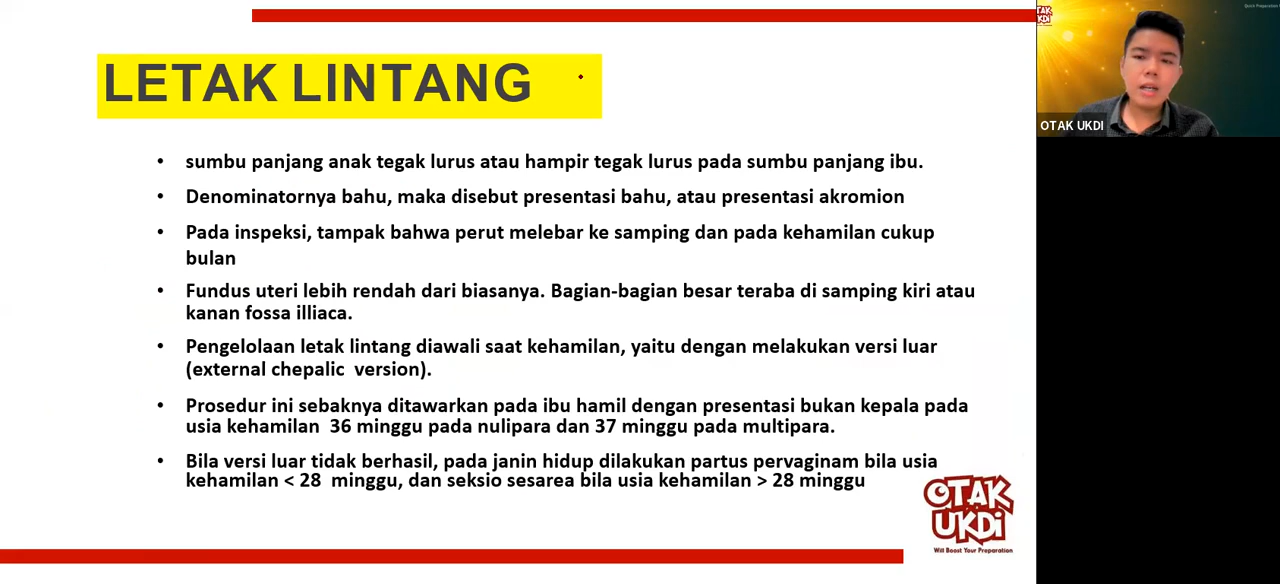 LETAK LINTANG
• sumbu panjang anak tegak lurus atau hampir tegak lurus pada sumbu panjang ibu.
• Denominatornya bahu, maka disebut presentasi bahu, atau presentasi akromion
• Pada inspeksi, tampak bahwa perut melebar ke samping dan pada kehamilan cukup
bulan
• Fundus uteri lebih rendah dari biasanya. Bagian-bagian besar teraba di samping kiri atau
kanan fossa illiaca.
• Pengelolaan letak lintang diawali saat kehamilan, yaitu dengan melakukan versi luar
(external chepalic version).
• Prosedur ini sebaknya ditawarkan pada ibu hamil dengan presentasi bukan kepala pada
usia kehamilan 36 minggu pada nulipara dan 37 minggu pada multipara.
• Bila versi luar tidak berhasil, pada janin hidup dilakukan partus pervaginam bila usia
kehamilan < 28 minggu, dan seksio sesarea bila usia kehamilan > 28 minggu
OTAK
UKDI
Will Boost Your Preparation
TAK
UKDI
OTAK UKDI